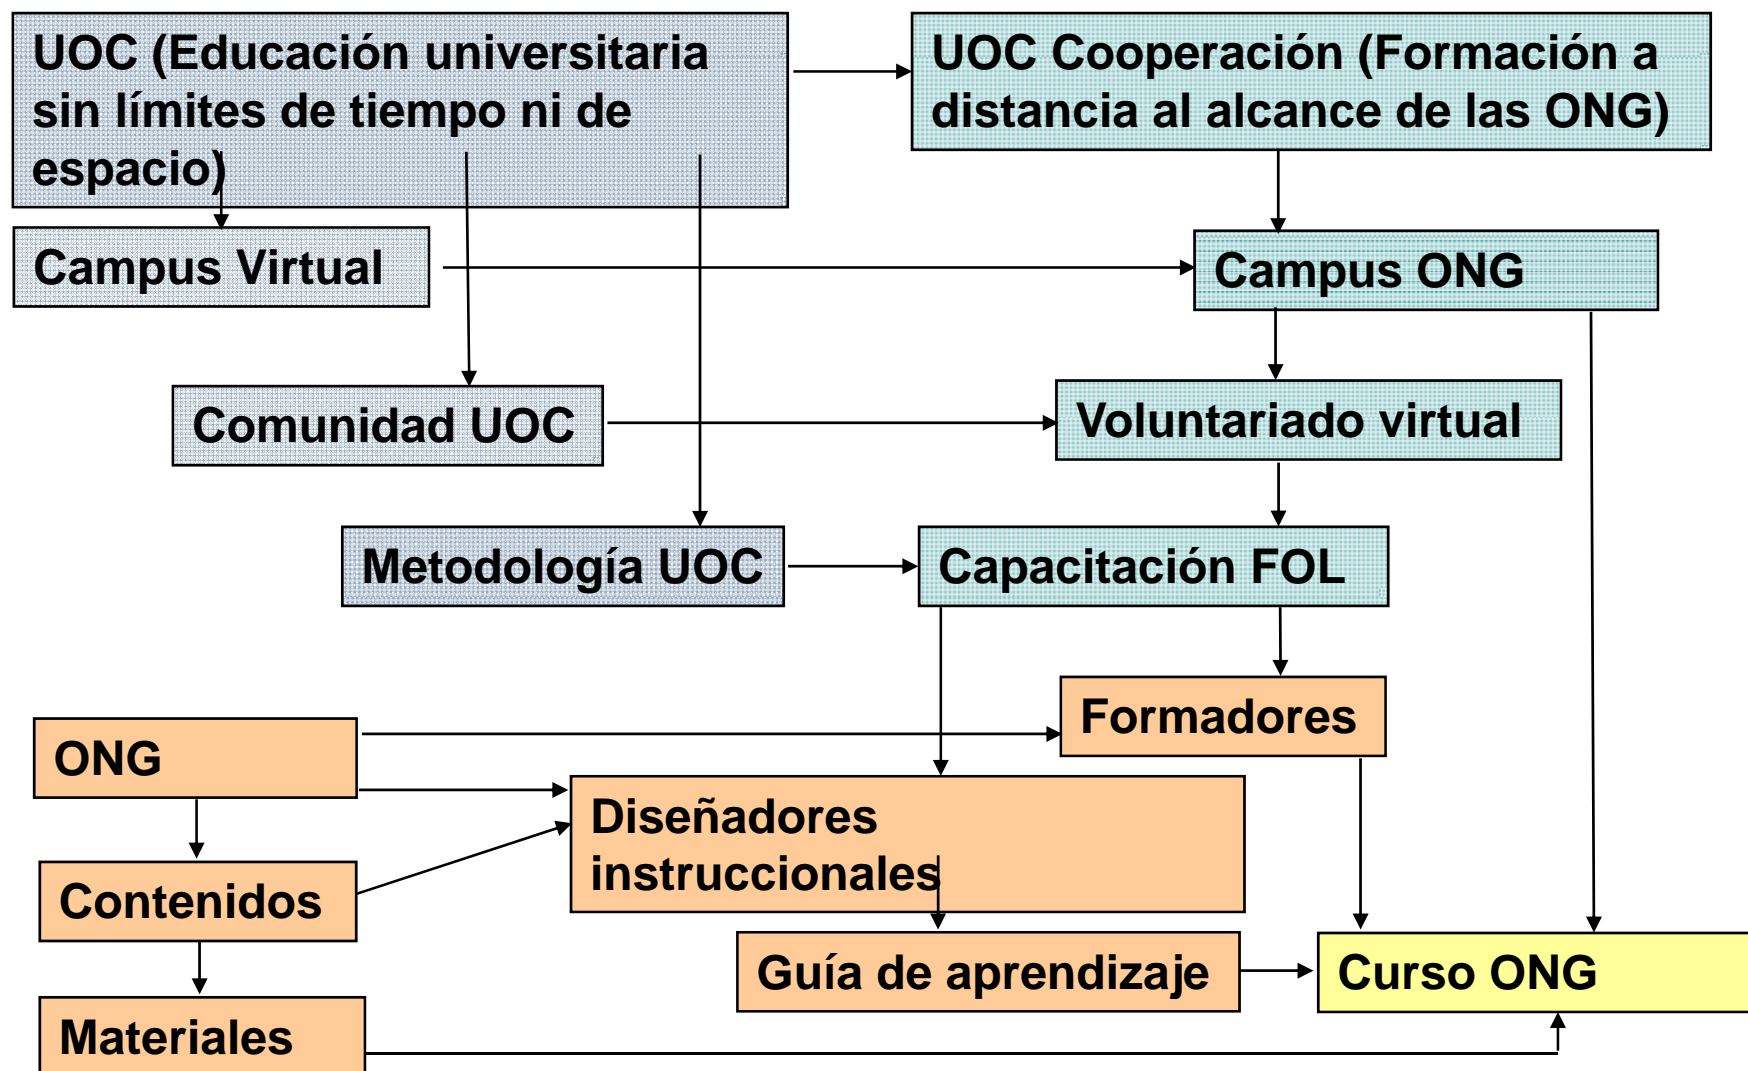 UOC (Educación universitaria
sin límites de tiempo ni de
espacio)
UOC Cooperación (Formación a
distancia al alcance de las ONG)
Campus Virtual
Campus ONG
Comunidad UOC
Voluntariado virtual
Metodología UOC
Capacitación FOL
Formadores
ONG
Diseñadores
instruccionales
Contenidos
Guía de aprendizaje
Curso ONG
Materiales